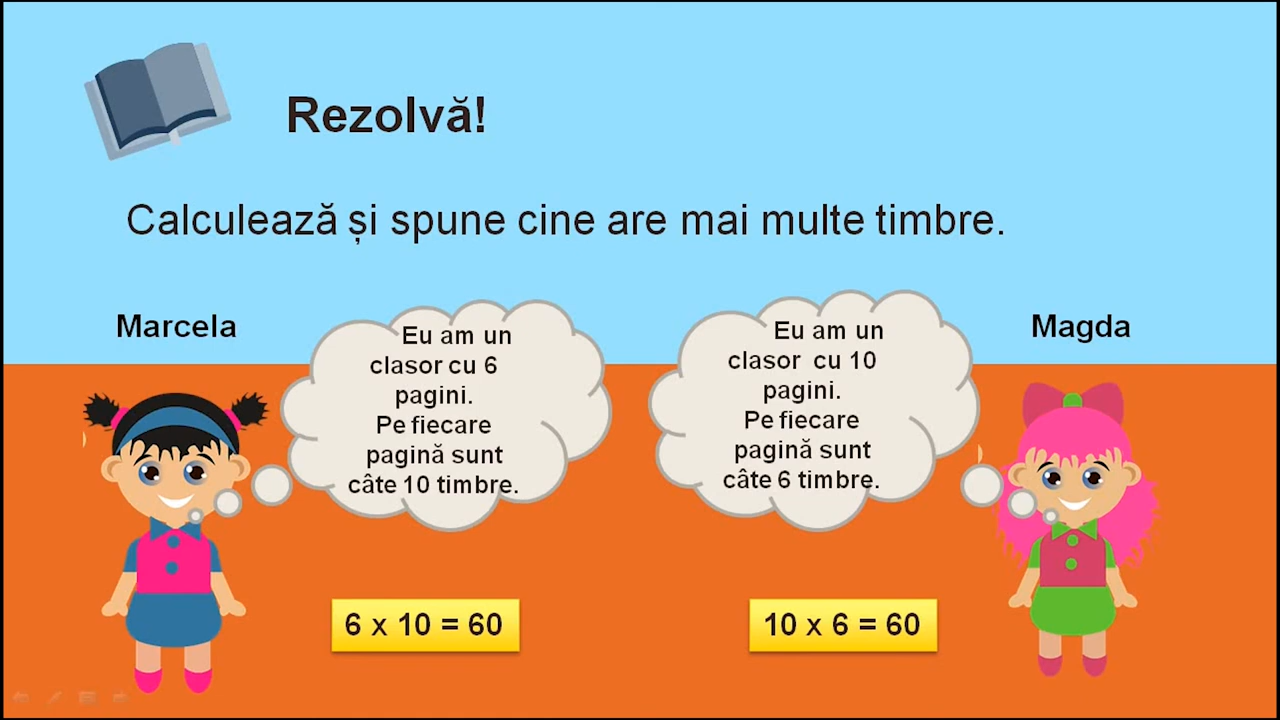 Rezolvă!
Calculează și spune cine are mai multe timbre.
Marcela
Eu am un
clasor cu 6
pagini.
Pe fiecare
pagină sunt
câte 10 timbre.
6 x 10 = 60
Magda
Eu am un
clasor cu 10
pagini.
Pe fiecare
pagină sunt
câte 6 timbre.
10 x 6 = 60